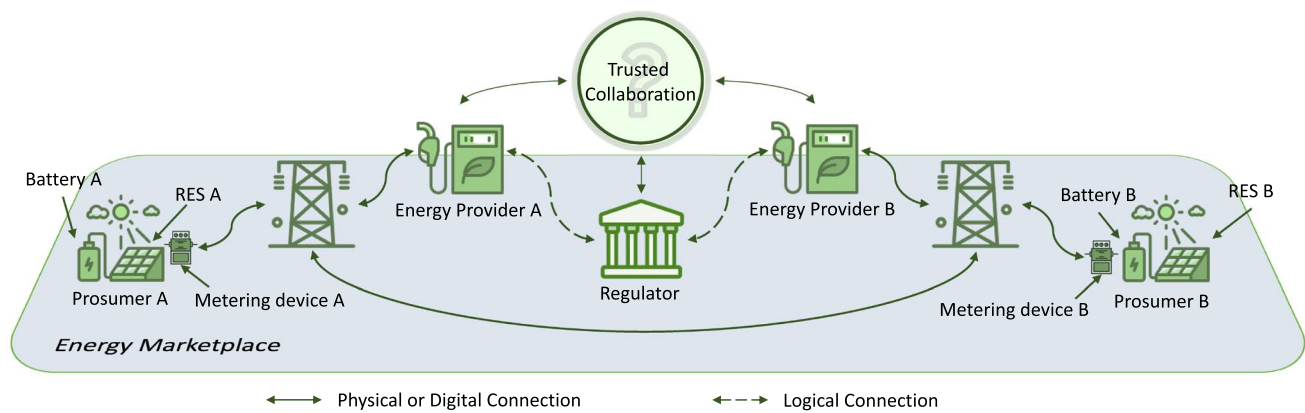 Trusted
Collaboration
?
Battery A
RES A
Energy Provider A
Energy Provider B
Battery B
RES B
Prosumer A
Metering device A
Regulator
Metering device B
Prosumer B
Energy Marketplace
Physical or Digital Connection
Logical Connection